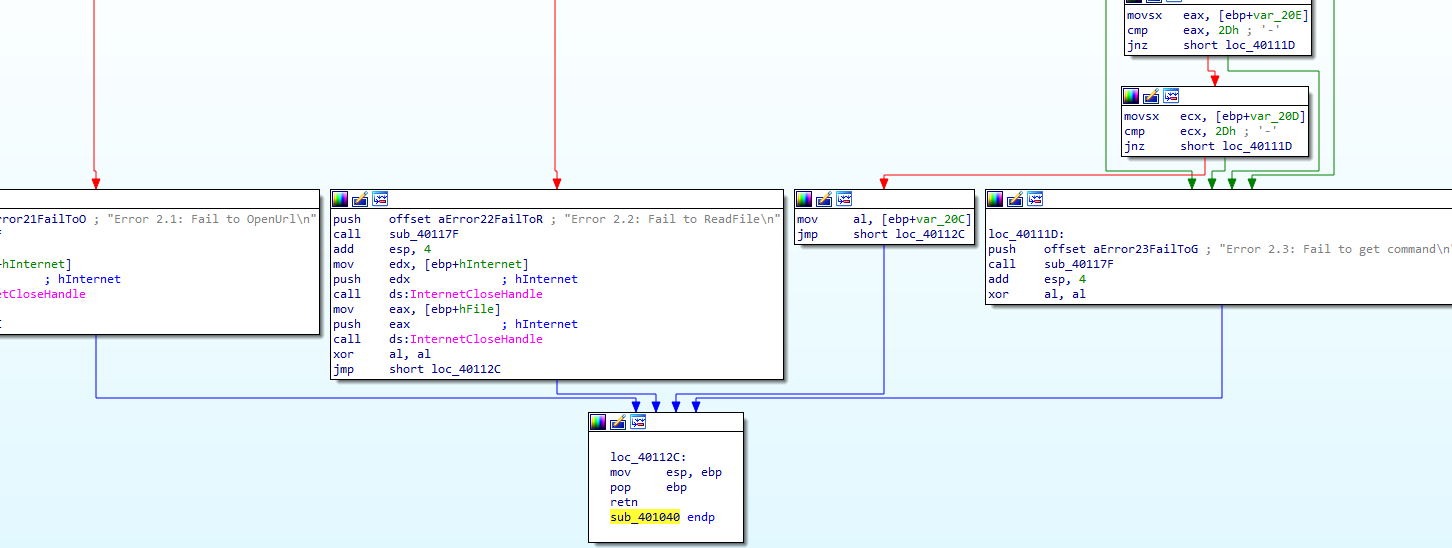 movsx eax, [ebp+var_20E]
cmp eax, 2Dh ; '-'
jnz short loc_40111D
movsx ecx, [ebp+var_20D]
cmp ecx, 2Dh ; '-'
jnz short loc_40111D
rror21FailToO ; "Error 2.1: Fail to OpenUrl\n"
+hInternet]
; hInternet
etCloseHandle
push offset aError22FailToR ; "Error 2.2: Fail to ReadFile\n"
call sub_40117F
add esp, 4
mov edx, [ebp+hInternet]
push edx ; hInternet
call ds:InternetCloseHandle
mov eax, [ebp+hFile]
push eax ; hInternet
call ds:InternetCloseHandle
xor al, al
jmp short loc_40112C
mov al, [ebp+var_20C]
jmp short loc_40112C
loc_40111D:
push offset aError23FailToG ; "Error 2.3: Fail to get command\n"
call sub_40117F
add esp, 4
xor al, al
loc_40112C:
mov esp, ebp
pop ebp
retn
sub_401040 endp